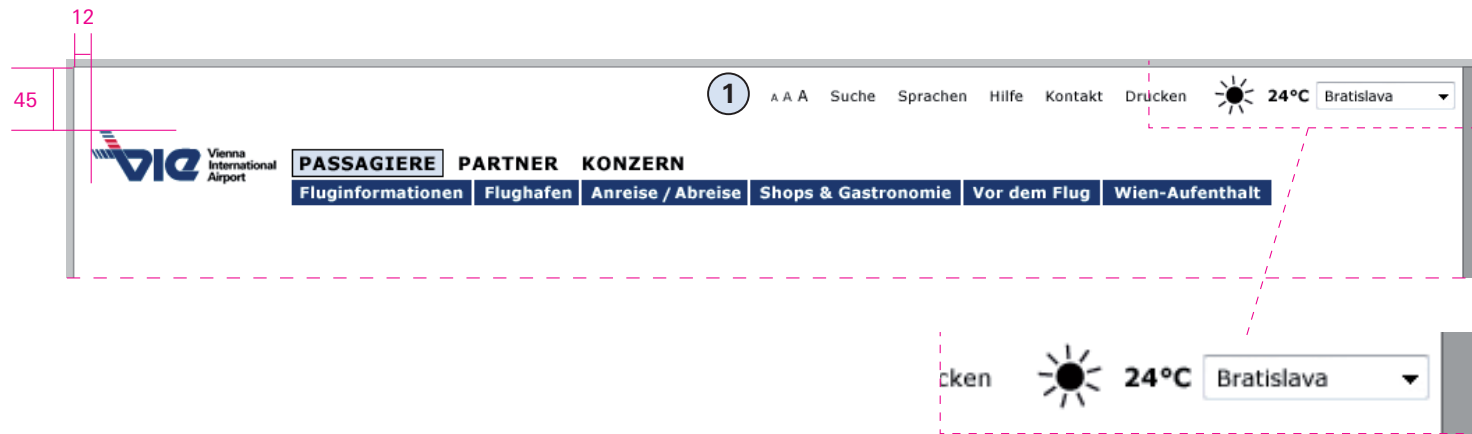 12
45
1 A A A Suche Sprachen Hilfe Kontakt Drucken 24°C Bratislava
VIE Vienna
International
Airport
PASSAGIERE PARTNER KONZERN
Fluginformationen Flughafen Anreise / Abreise Shops & Gastronomie Vor dem Flug Wien-Aufenthalt
cken 24°C Bratislava